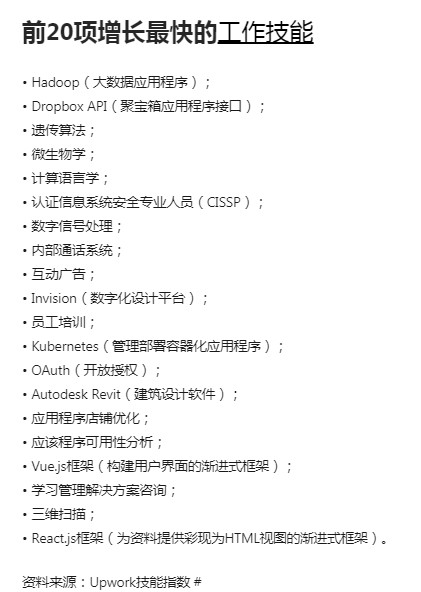 前20项增长最快的工作技能
• Hadoop（大数据应用程序）；
• Dropbox API（聚宝箱应用程序接口）；
• 遗传算法；
• 微生物学；
• 计算语言学；
• 认证信息系统安全专业人员（CISSP）；
• 数字信号处理；
• 内部通话系统；
• 互动广告；
• Invision（数字化设计平台）；
• 员工培训；
• Kubernetes（管理部署容器化应用程序）；
• OAuth（开放授权）；
• Autodesk Revit（建筑设计软件）；
• 应用程序店铺优化；
• 应该程序可用性分析；
• Vue.js框架（构建用户界面的渐进式框架）；
• 学习管理解决方案咨询；
• 三维扫描；
• React.js框架（为资料提供彩现为HTML视图的渐进式框架）。
资料来源：Upwork技能指数 #